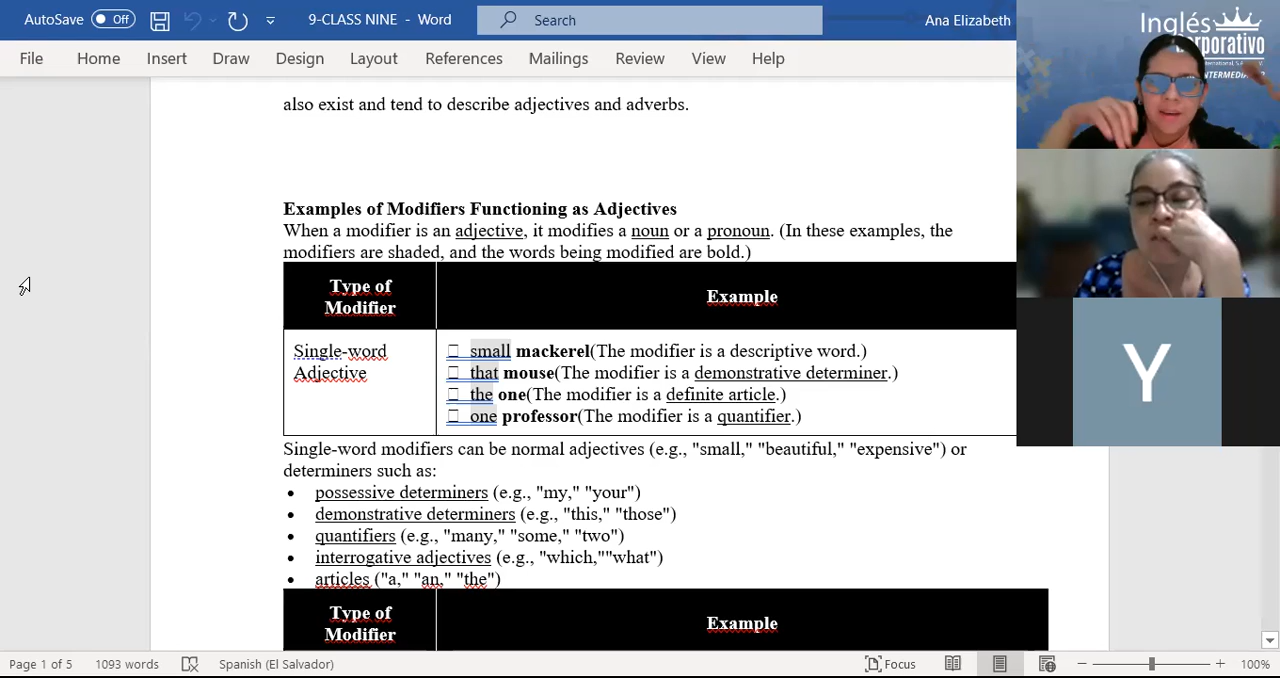 AutoSave Off 9-CLASS NINE - Word Search Ana Elizabeth
File Home Insert Draw Design Layout References Mailings Review View Help
Inglés
rporativo
also exist and tend to describe adjectives and adverbs.
Examples of Modifiers Functioning as Adjectives
When a modifier is an adjective, it modifies a noun or a pronoun. (In these examples, the
modifiers are shaded, and the words being modified are bold.)
Type of
Modifier
Example
Single-word
Adjective
small mackerel(The modifier is a descriptive word.)
that mouse(The modifier is a demonstrative determiner.)
the one(The modifier is a definite article.)
one professor(The modifier is a quantifier.)
Single-word modifiers can be normal adjectives (e.g., "small," "beautiful," "expensive") or
determiners such as:
• possessive determiners (e.g., "my," "your")
• demonstrative determiners (e.g., "this," "those")
• quantifiers (e.g., "many," "some," "two")
• interrogative adjectives (e.g., "which,""what")
• articles ("a," "an," "the")
Type of
Modifier
Example
Y
Page 1 of 5 1093 words Spanish (El Salvador) Focus 100%